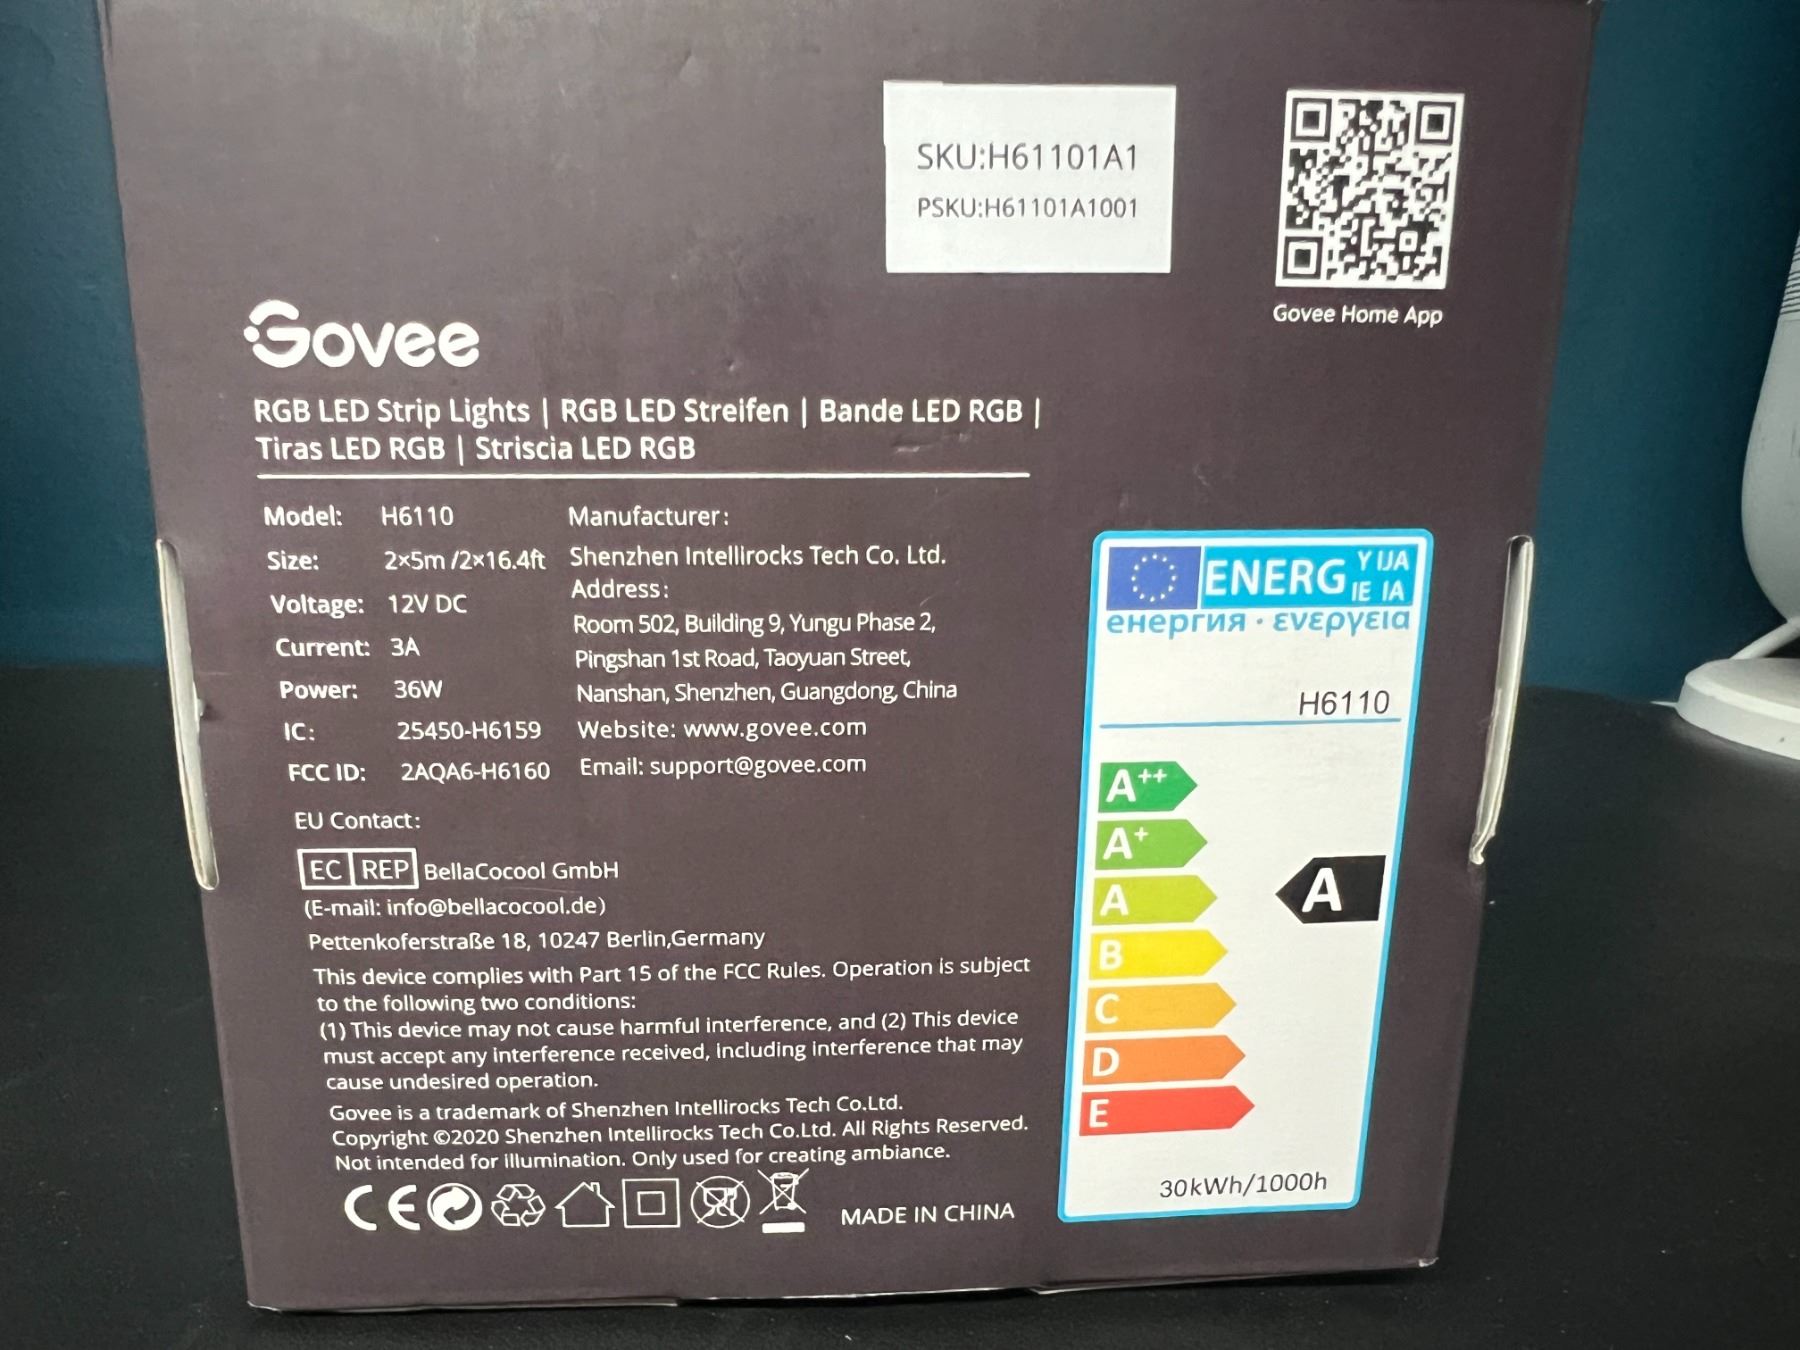 SKU:H61101A1
PSKU:H61101A1001
Govee Home App
Govee
RGB LED Strip Lights | RGB LED Streifen | Bande LED RGB |
Tiras LED RGB | Striscia LED RGB
Model: H6110
Size: 2×5m /2×16.4ft
Voltage: 12V DC
Current: 3A
Power: 36W
IC: 25450-H6159
FCC ID: 2AQA6-H6160
Manufacturer:
Shenzhen Intellirocks Tech Co. Ltd.
Address:
Room 502, Building 9, Yungu Phase 2,
Pingshan 1st Road, Taoyuan Street,
Nanshan, Shenzhen, Guangdong, China
Website: www.govee.com
Email: support@govee.com
EU Contact:
EC REP BellaCocool GmbH
(E-mail: info@bellacocool.de)
Pettenkoferstraße 18, 10247 Berlin,Germany
This device complies with Part 15 of the FCC Rules. Operation is subject
to the following two conditions:
(1) This device may not cause harmful interference, and (2) This device
must accept any interference received, including interference that may
cause undesired operation.
Govee is a trademark of Shenzhen Intellirocks Tech Co.Ltd.
Copyright ©2020 Shenzhen Intellirocks Tech Co.Ltd. All Rights Reserved.
Not intended for illumination. Only used for creating ambiance.
CE
MADE IN CHINA
ENERG Y IJA
IE IA
енергия · ενεργεια
H6110
A++
A+
A
A
B
C
D
E
30kWh/1000h